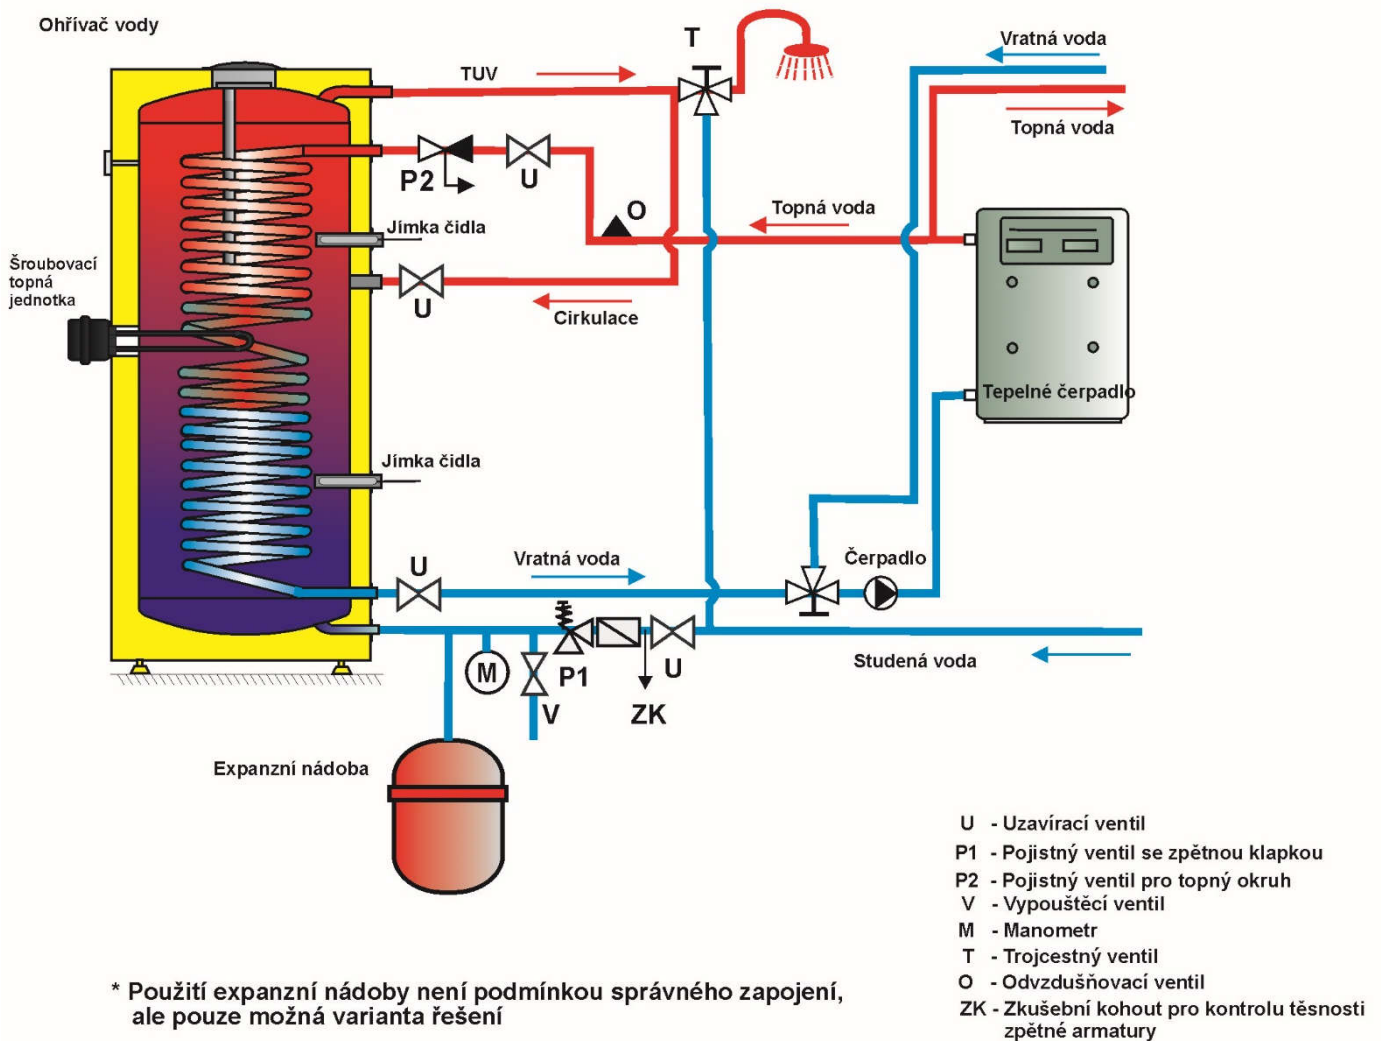 Ohřívač vody
T
Vratná voda
TUV
Topná voda
P2
U
O
Topná voda
Jímka čidla
Šroubovací
topná
jednotka
U
Cirkulace
Tepelné čerpadlo
Jímka čidla
U
Vratná voda
Čerpadlo
M
V
P1
ZK
U
Studená voda
Expanzní nádoba
U - Uzavírací ventil
P1 - Pojistný ventil se zpětnou klapkou
P2 - Pojistný ventil pro topný okruh
V - Vypouštěcí ventil
M - Manometr
T - Trojcestný ventil
O - Odvzdušňovací ventil
ZK - Zkušební kohout pro kontrolu těsnosti
zpětné armatury
* Použití expanzní nádoby není podmínkou správného zapojení,
ale pouze možná varianta řešení